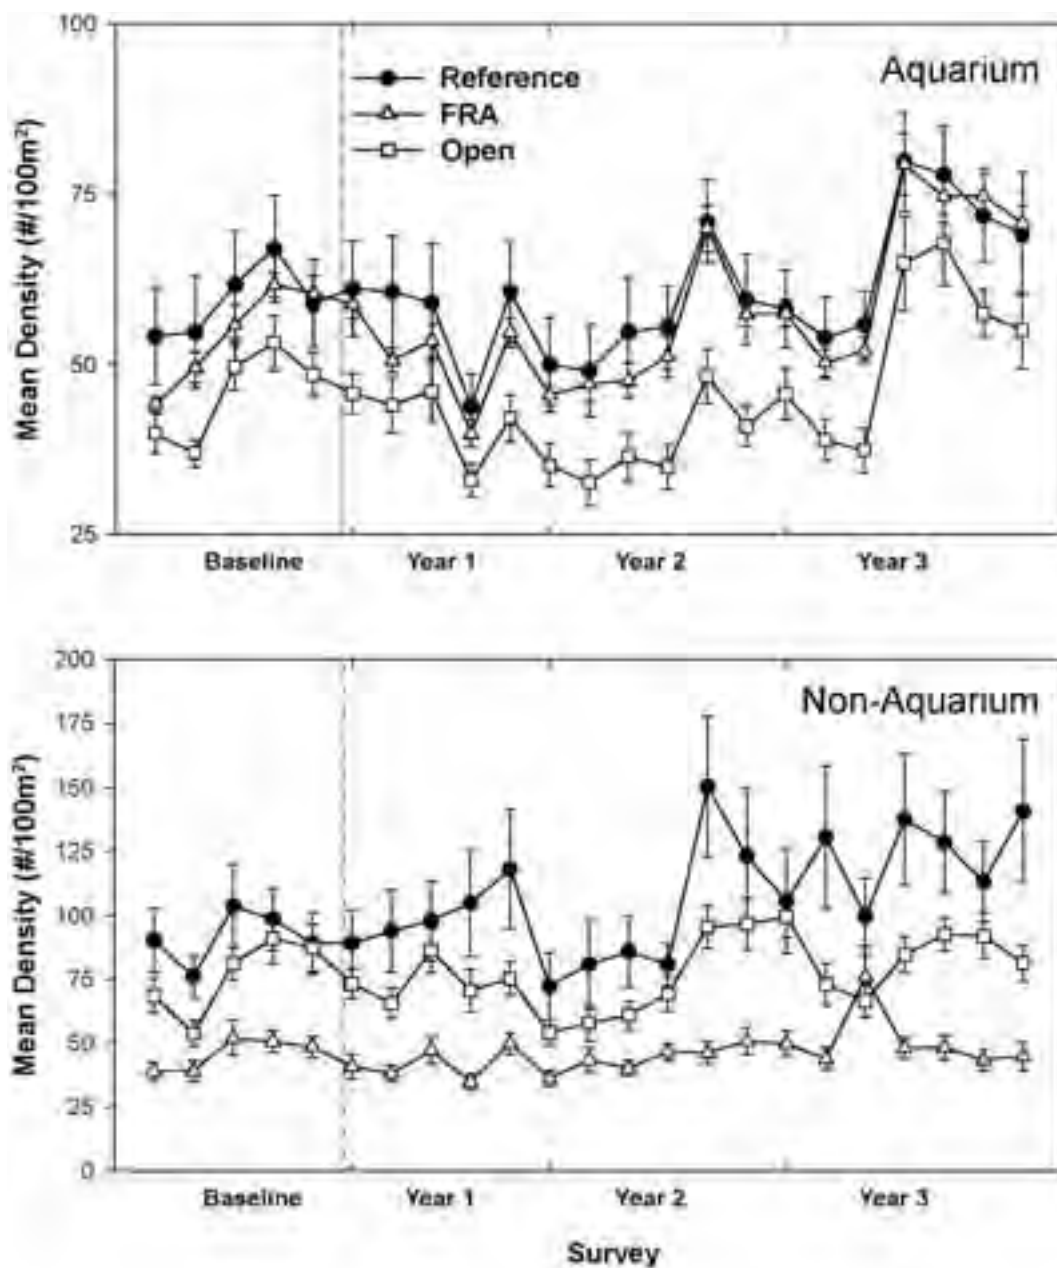 100
Aquarium
Reference
FRA
Open
75
50
25
Mean Density (#/100m²)
Baseline Year 1 Year 2 Year 3
200
Non-Aquarium
175
150
125
100
75
50
25
0
Mean Density (#/100m²)
Baseline Year 1 Year 2 Year 3
Survey